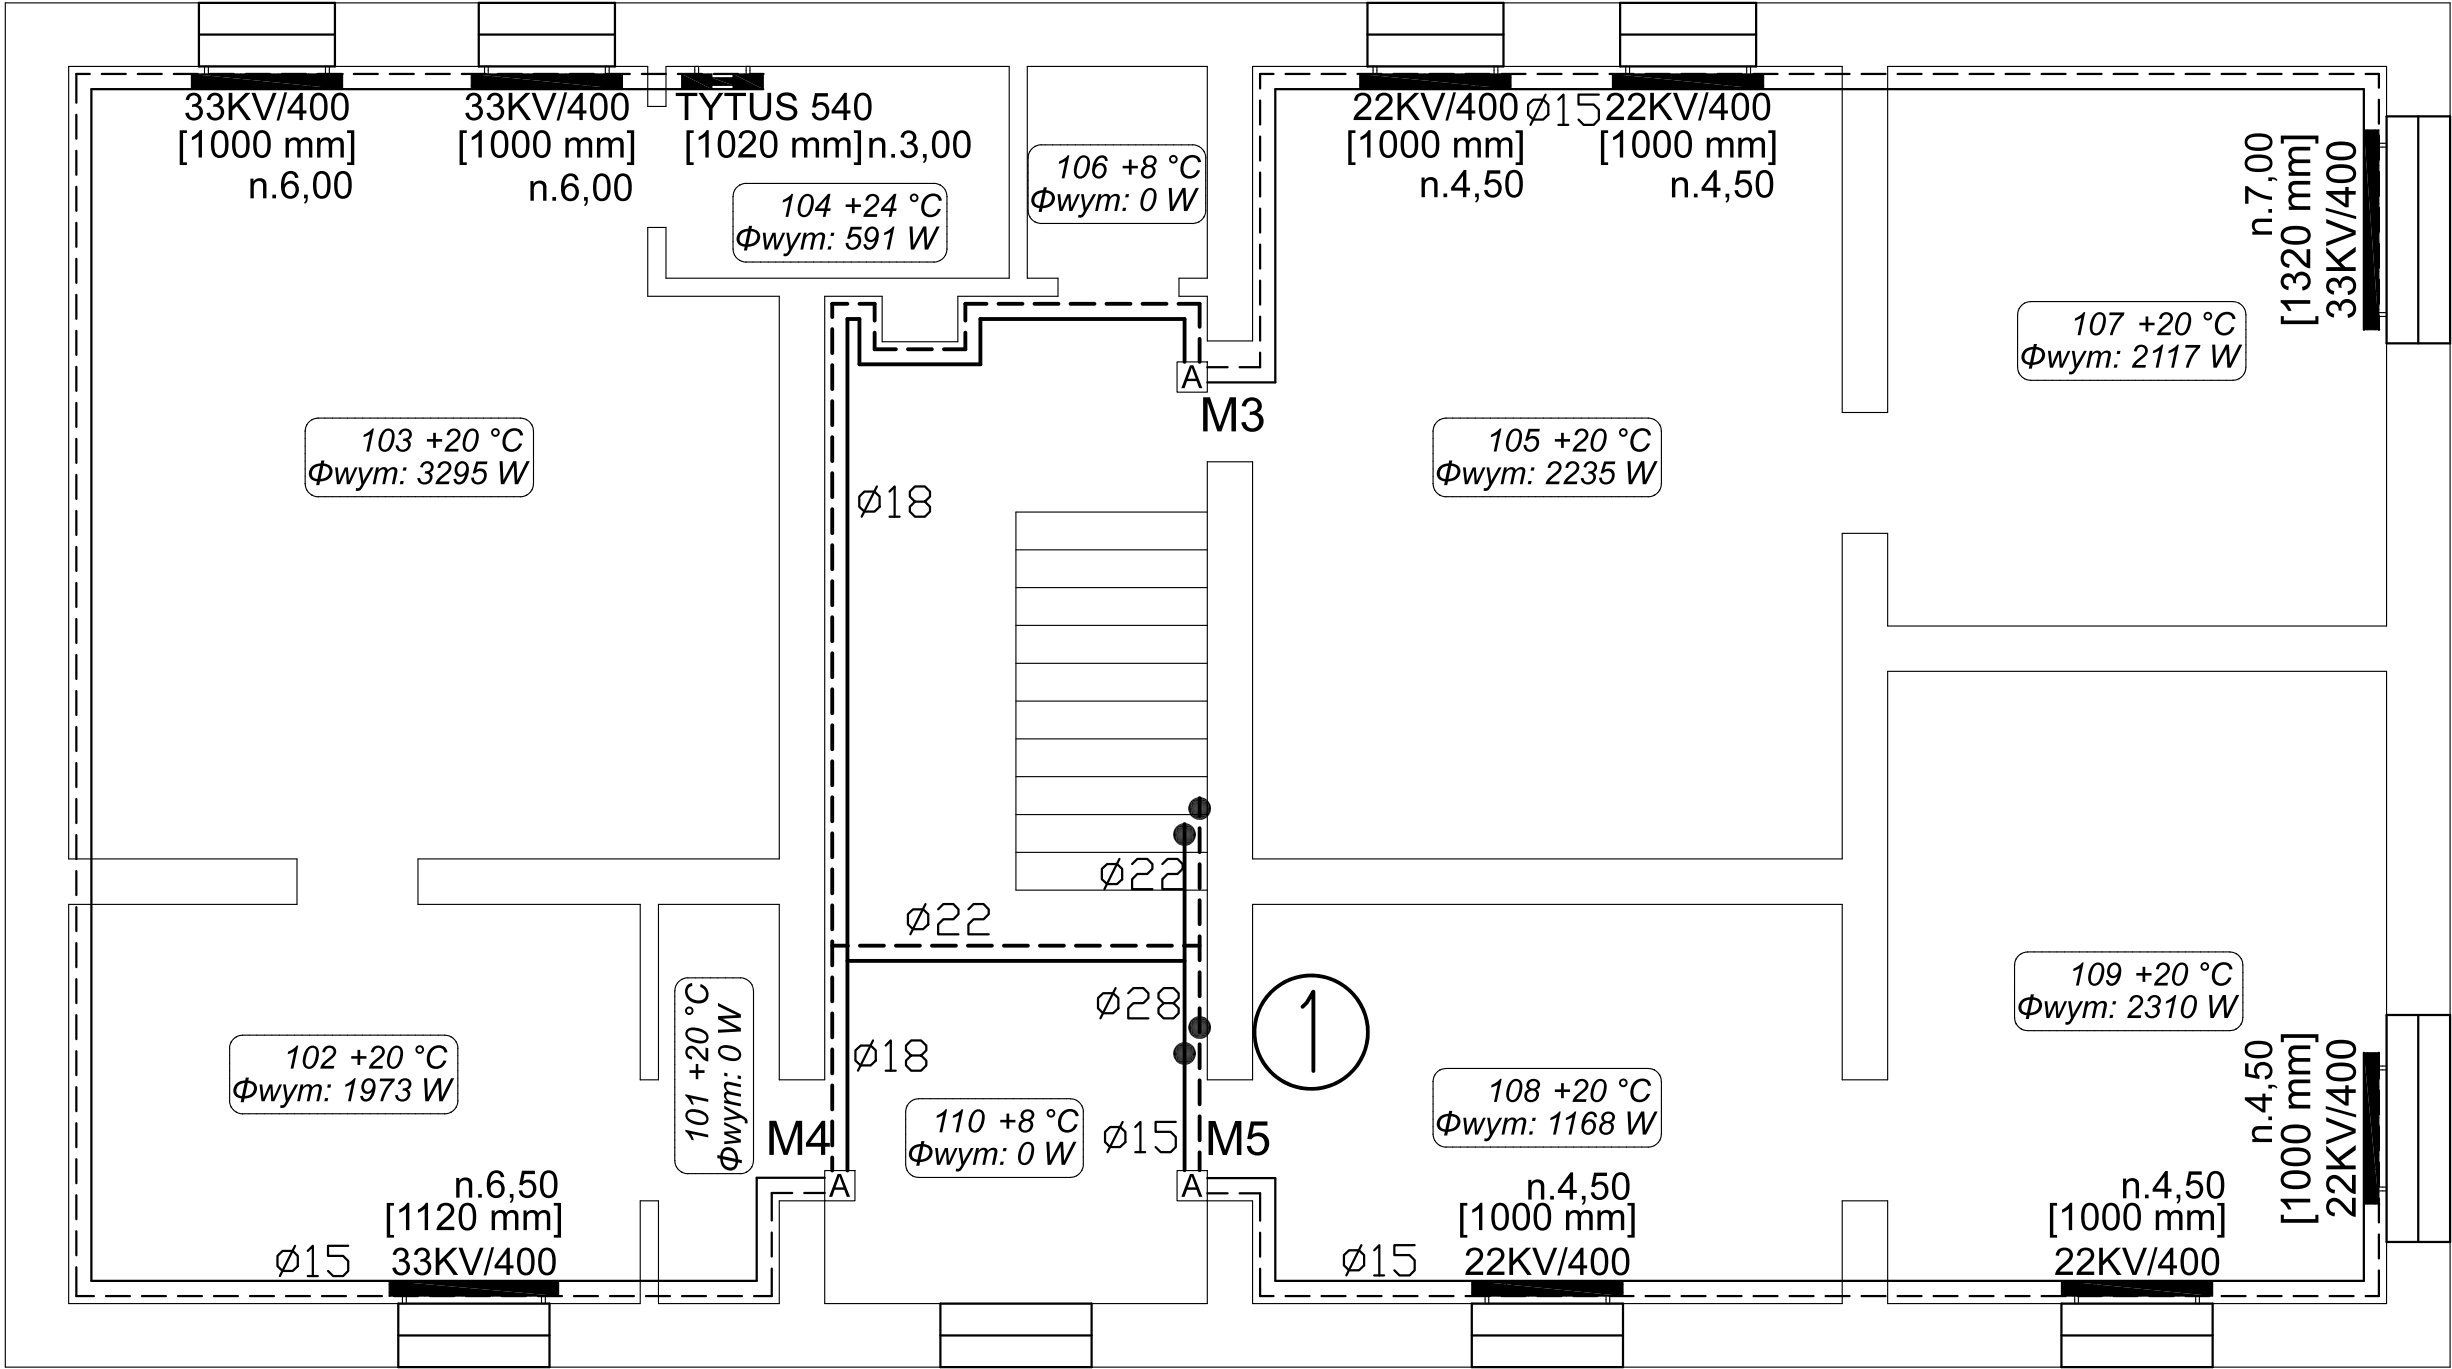 33KV/400
[1000 mm]
n.6,00
33KV/400
[1000 mm]
n.6,00
TYTUS 540
[1020 mm] n.3,00
104 +24 °C
Φwym: 591 W
106 +8 °C
Φwym: 0 W
22KV/400
[1000 mm]
n.4,50
ø15
22KV/400
[1000 mm]
n.4,50
n.7,00
[1320 mm]
33KV/400
107 +20 °C
Φwym: 2117 W
A
M3
103 +20 °C
Φwym: 3295 W
ø18
105 +20 °C
Φwym: 2235 W
ø22
ø22
ø28
1
109 +20 °C
Φwym: 2310 W
102 +20 °C
Φwym: 1973 W
101 +20 °C
Φwym: 0 W
ø18
110 +8 °C
Φwym: 0 W
108 +20 °C
Φwym: 1168 W
M4
A
ø15
M5
A
n.4,50
[1000 mm]
22KV/400
n.6,50
[1120 mm]
33KV/400
ø15
ø15
n.4,50
[1000 mm]
22KV/400
n.4,50
[1000 mm]
22KV/400